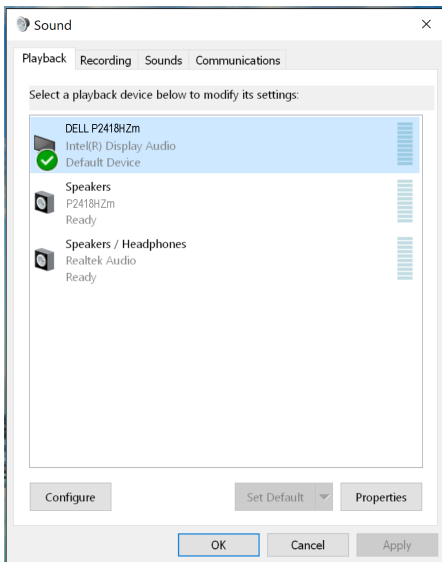 Sound
Playback Recording Sounds Communications
Select a playback device below to modify its settings:
DELL P2418HZm
Intel(R) Display Audio
Default Device
Speakers
P2418HZm
Ready
Speakers / Headphones
Realtek Audio
Ready
Configure Set Default Properties
OK Cancel Apply